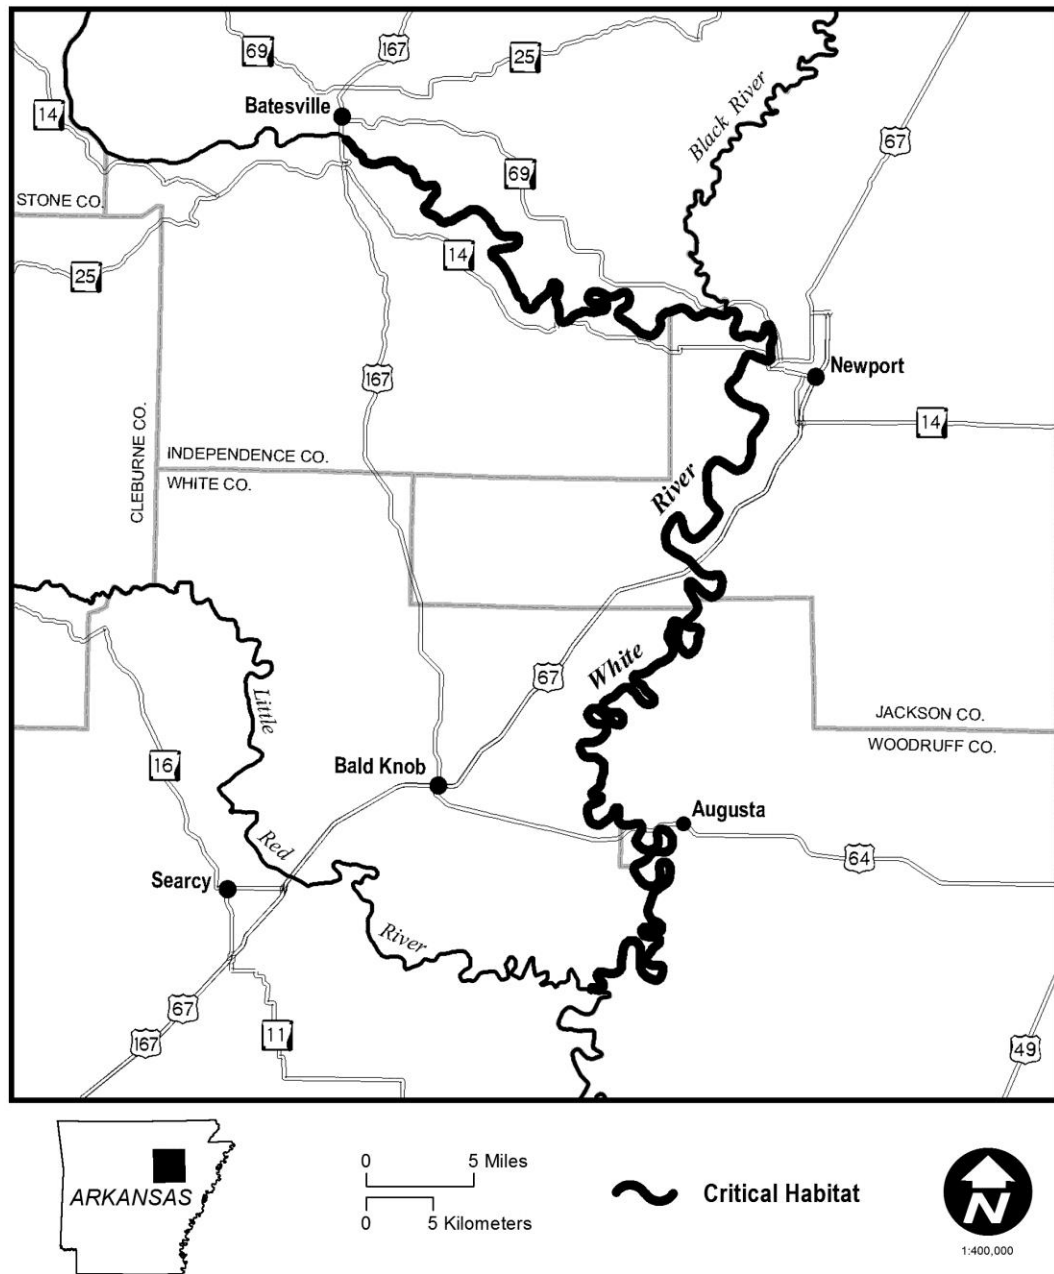 69
167
25
Batesville
14
Black River
67
69
STONE CO.
14
25
167
Newport
CLEBURNE CO.
14
INDEPENDENCE CO.
WHITE CO.
River
White
67
Little
JACKSON CO.
WOODRUFF CO.
16
Bald Knob
Augusta
Red
64
Searcy
River
67
167
11
49
ARKANSAS
0 5 Miles
0 5 Kilometers
Critical Habitat
N
1:400,000